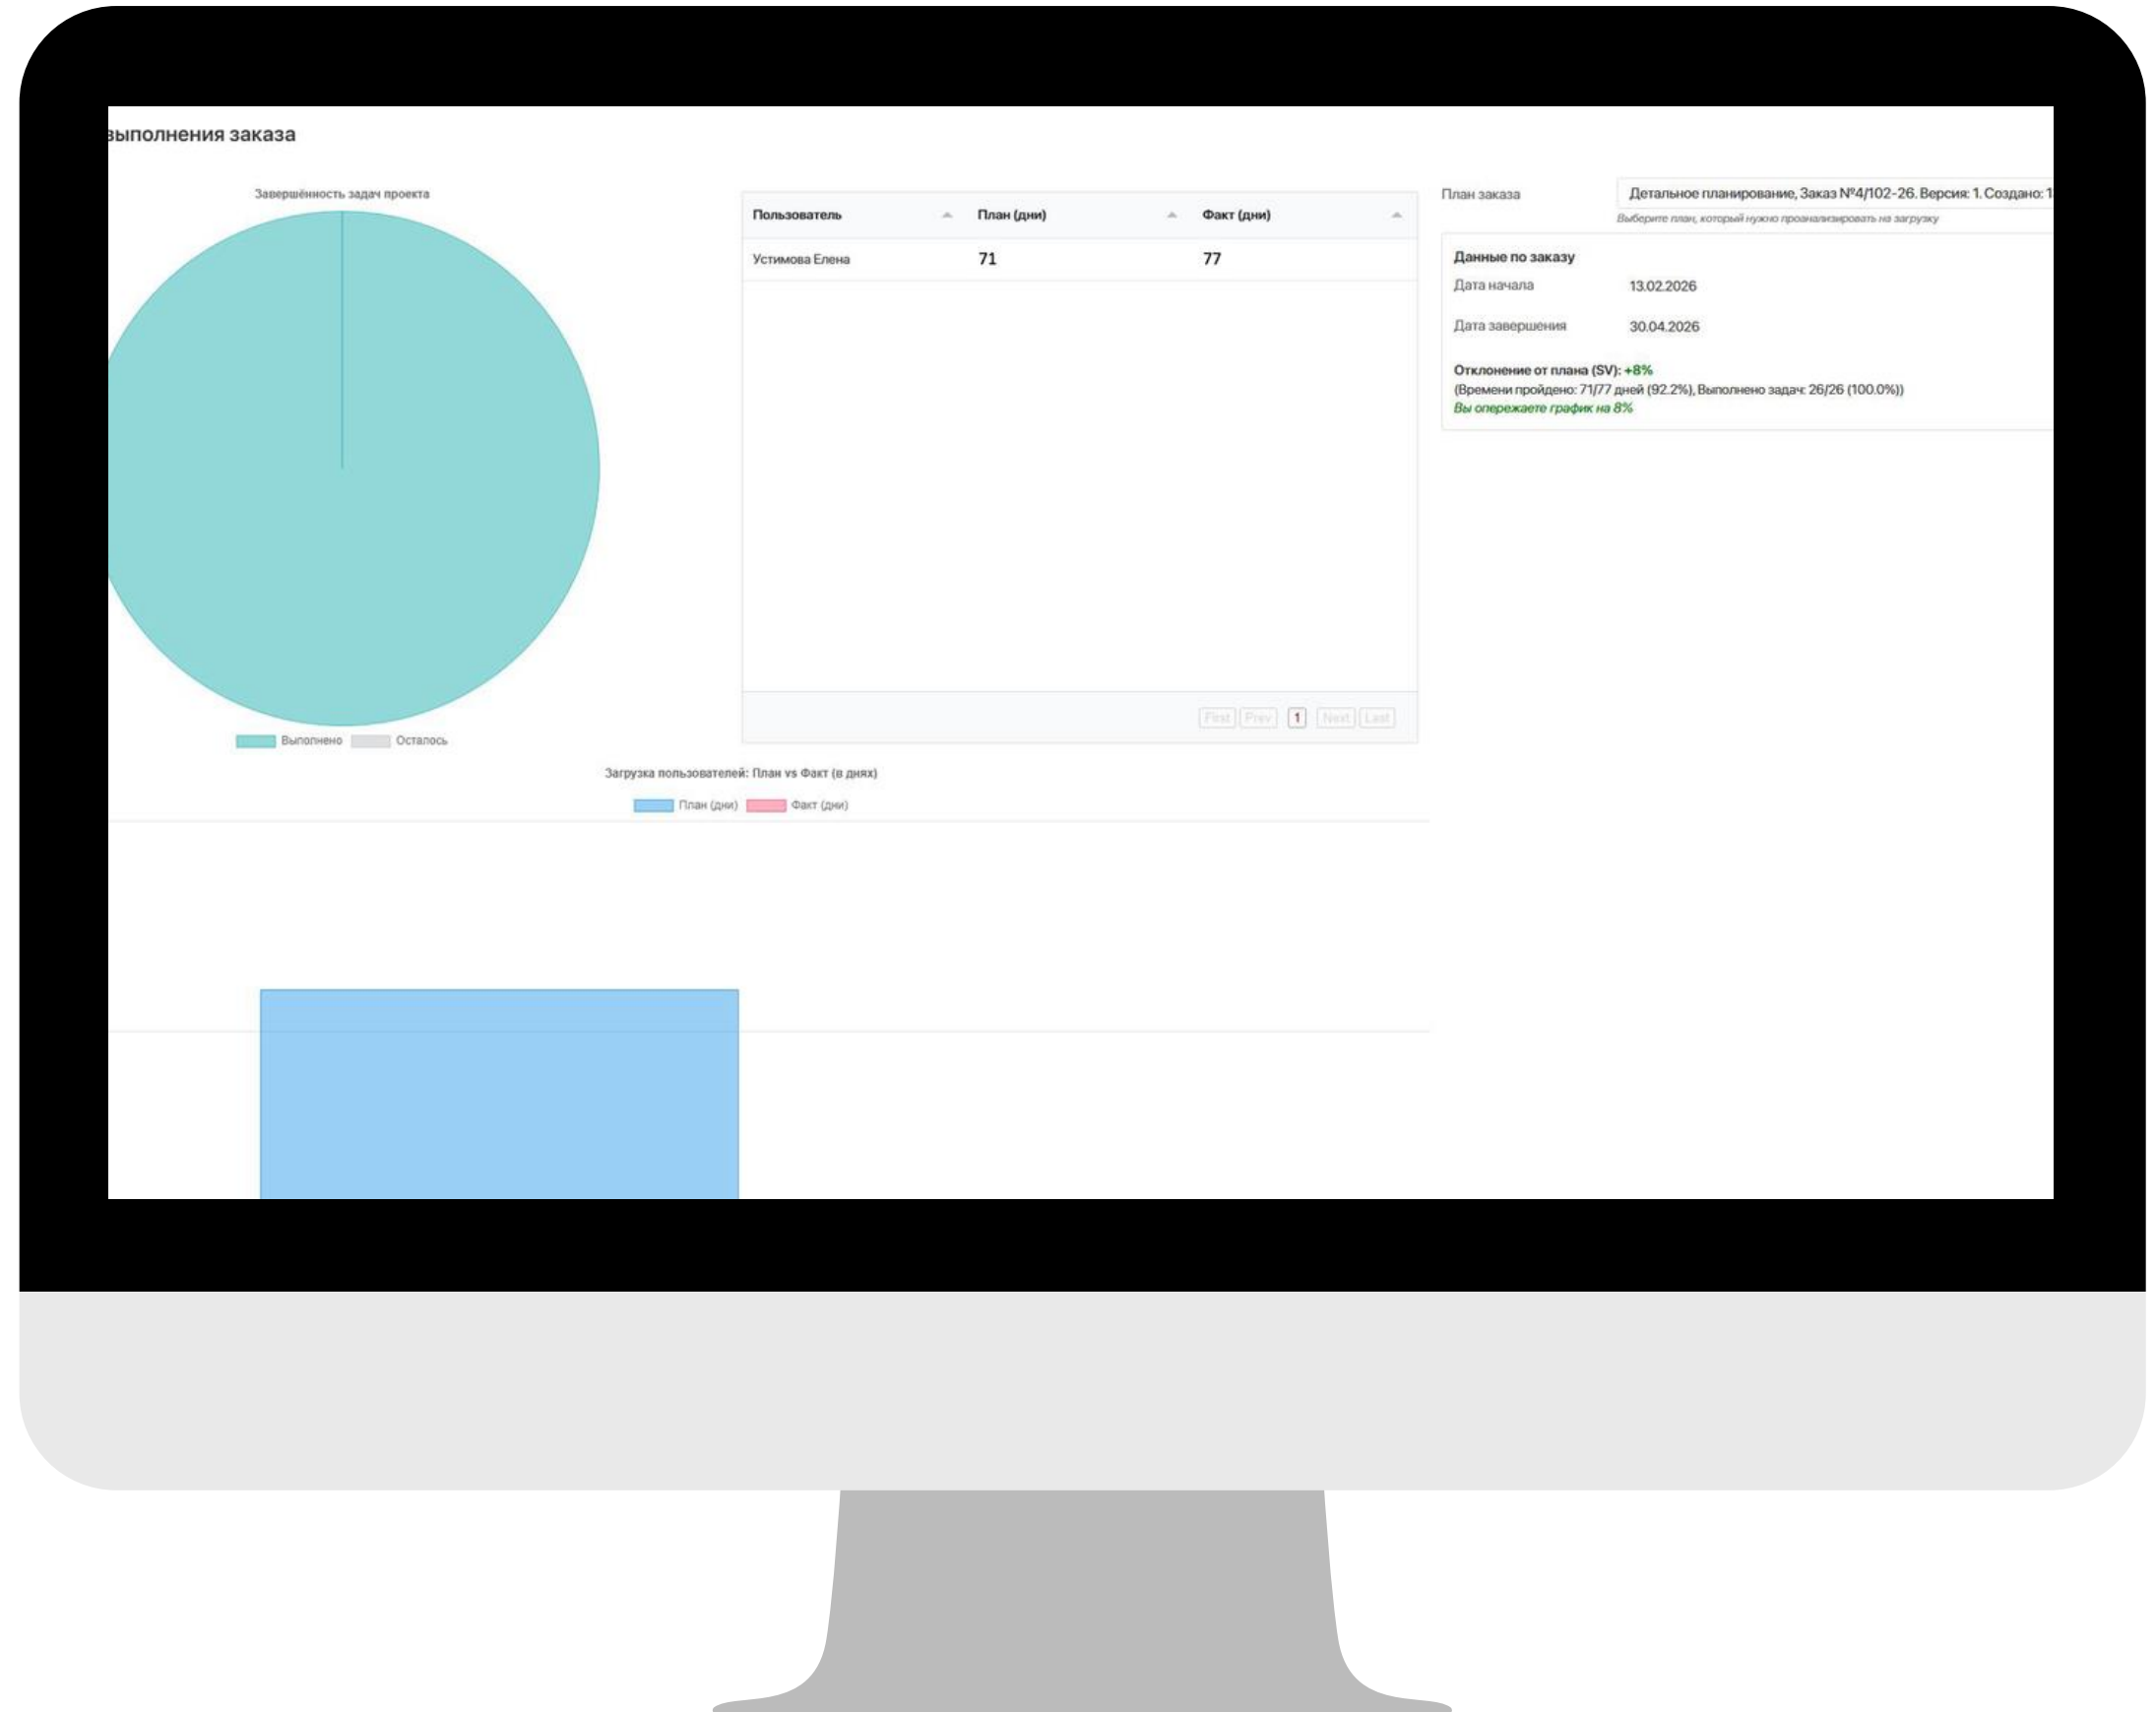 выполнения заказа
Завершённость задач проекта
Выполнено Осталось
Пользователь План (дни) Факт (дни)
Устимова Елена 71 77
First Prev 1 Next Last
План заказа Детальное планирование, Заказ №4/102-26. Версия: 1. Создано: 1
Выберите план, который нужно проанализировать на загрузку
Данные по заказу
Дата начала 13.02.2026
Дата завершения 30.04.2026
Отклонение от плана (SV): +8%
(Времени пройдено: 71/77 дней (92.2%), Выполнено задач: 26/26 (100.0%))
Вы опережаете график на 8%
Загрузка пользователей: План vs Факт (в днях)
План (дни) Факт (дни)